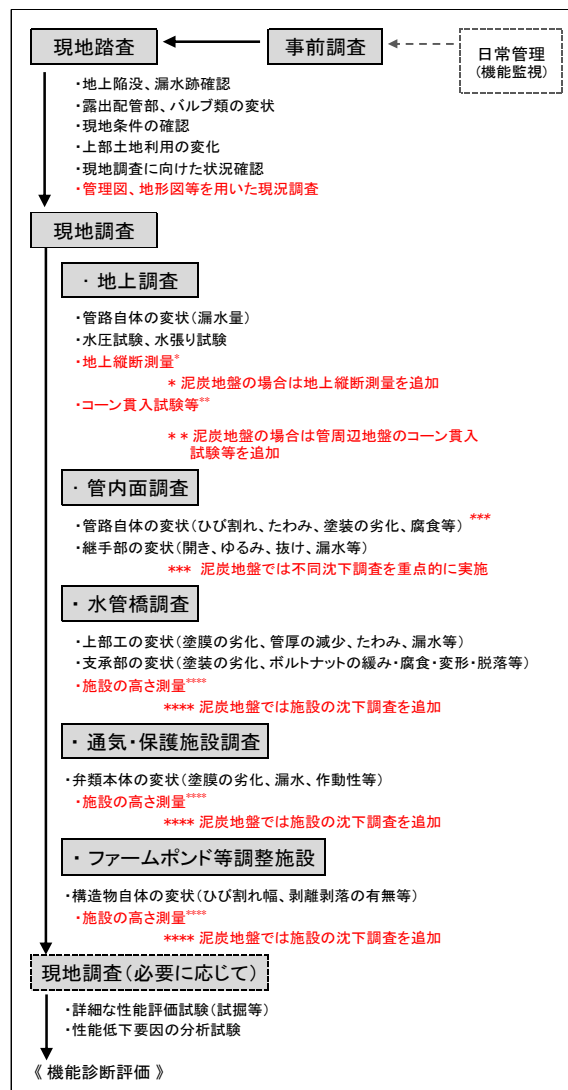 現地踏査
事前調査
日常管理
(機能監視)
・地上陥没、漏水跡確認
・露出配管部、バルブ類の変状
・現地条件の確認
・上部土地利用の変化
・現地調査に向けた状況確認
・管理図、地形図等を用いた現況調査
現地調査
・地上調査
・管路自体の変状(漏水量)
・水圧試験、水張り試験
・地上縦断測量*
* 泥炭地盤の場合は地上縦断測量を追加
・コーン貫入試験等**
** 泥炭地盤の場合は管周辺地盤のコーン貫入
試験等を追加
・管内面調査
・管路自体の変状(ひび割れ、たわみ、塗装の劣化、腐食等) ***
・継手部の変状(開き、ゆるみ、抜け、漏水等)
*** 泥炭地盤では不同沈下調査を重点的に実施
・水管橋調査
・上部工の変状(塗膜の劣化、管厚の減少、たわみ、漏水等)
・支承部の変状(塗装の劣化、ボルトナットの緩み・腐食・変形・脱落等)
・施設の高さ測量****
**** 泥炭地盤では施設の沈下調査を追加
・通気・保護施設調査
・弁類本体の変状(塗膜の劣化、漏水、作動性等)
・施設の高さ測量****
**** 泥炭地盤では施設の沈下調査を追加
・ファームポンド等調整施設
・構造物自体の変状(ひび割れ幅、剥離剥落の有無等)
・施設の高さ測量****
**** 泥炭地盤では施設の沈下調査を追加
現地調査(必要に応じて)
・詳細な性能評価試験(試掘等)
・性能低下要因の分析試験
《 機能診断評価 》